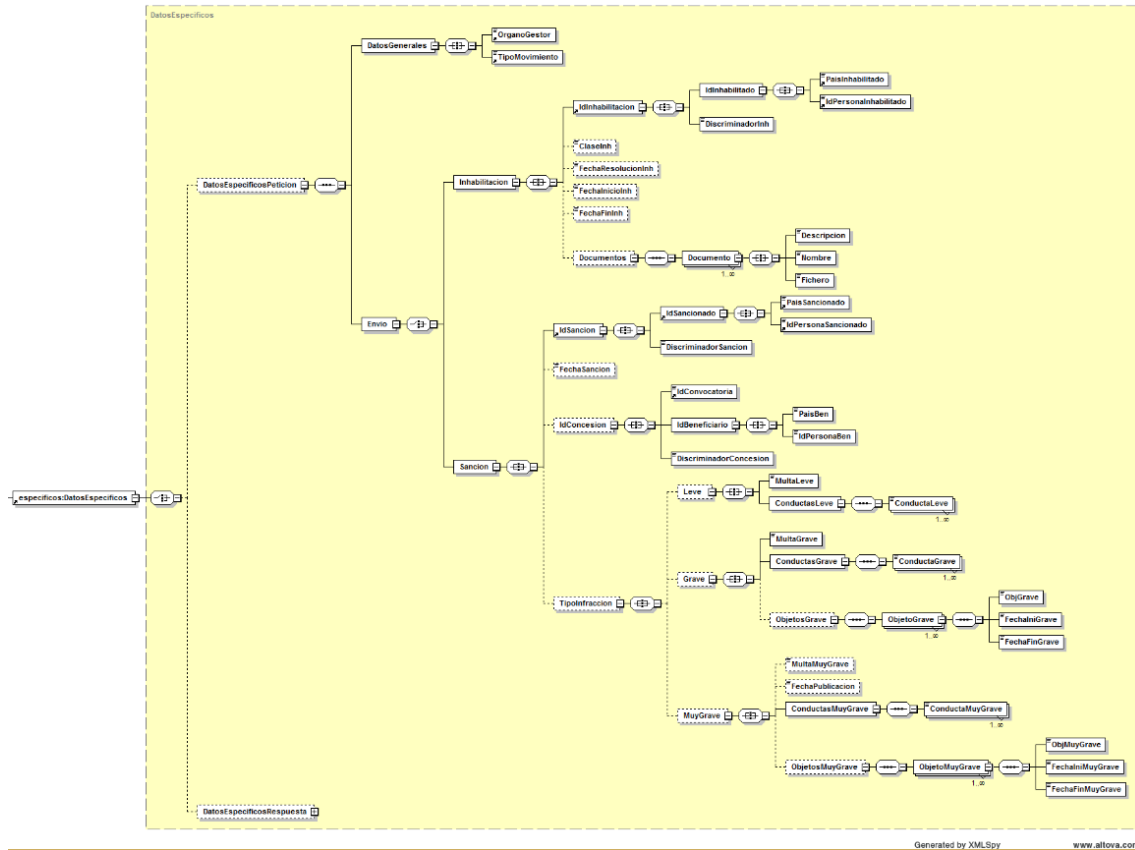 DatosEspecificos
OrganoGestor
DatosGenerales
TipoMovimiento
PaisInhabilitado
IdInhabilitado
IdPersonaInhabilitado
IdInhabilitacion
DiscriminadorInh
ClaseInh
FechaResolucionInh
DatosEspecificosPeticion
Inhabilitacion
FechaInicioInh
FechaFinInh
Descripcion
Documentos
Documento
Nombre
1..∞
Fichero
PaisSancionado
IdSancionado
Envio
IdSancion
IdPersonaSancionado
DiscriminadorSancion
FechaSancion
IdConvocatoria
PaisBen
IdConcesion
IdBeneficiario
IdPersonaBen
DiscriminadorConcesion
Sancion
MultaLeve
Leve
especificos:DatosEspecificos
ConductasLeve
ConductaLeve
1..∞
MultaGrave
ConductasGrave
ConductaGrave
1..∞
Grave
ObjGrave
TipoInfraccion
ObjetosGrave
ObjetoGrave
FechaIniGrave
1..∞
FechaFinGrave
MultaMuyGrave
FechaPublicacion
ConductasMuyGrave
ConductaMuyGrave
MuyGrave
1..∞
ObjMuyGrave
ObjetosMuyGrave
ObjetoMuyGrave
FechaIniMuyGrave
1..∞
FechaFinMuyGrave
DatosEspecificosRespuesta
Generated by XMLSpy www.altova.com